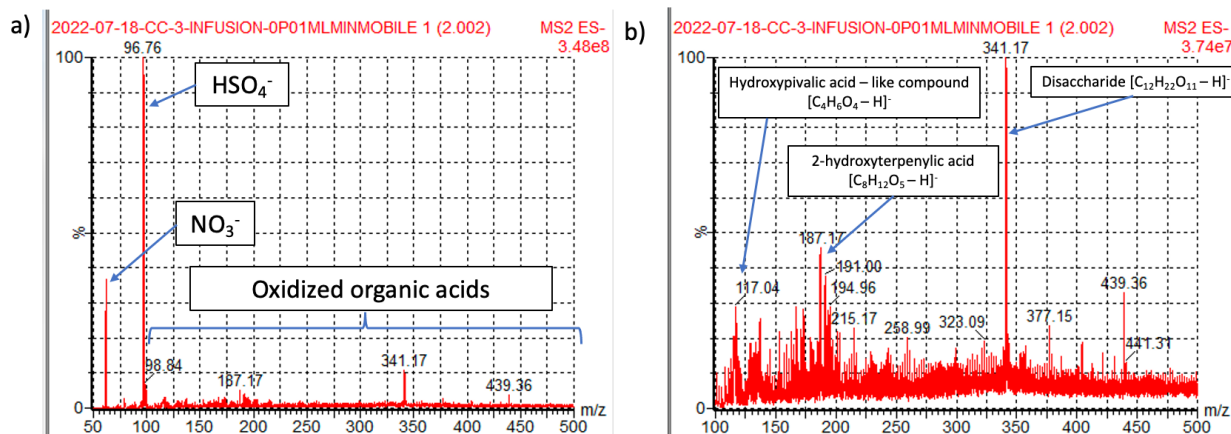 a)
2022-07-18-CC-3-INFUSION-0P01MLMINMOBILE 1 (2.002)
MS2 ES-
3.48e8
100
%
0
96.76
HSO₄⁻
NO₃⁻
Oxidized organic acids
98.84
187.17
341.17
439.36
50 100 150 200 250 300 350 400 450 500
m/z
b)
2022-07-18-CC-3-INFUSION-0P01MLMINMOBILE 1 (2.002)
MS2 ES-
3.74e7
100
%
0
341.17
Hydroxypivalic acid – like compound
[C₄H₆O₄ – H]⁻
Disaccharide [C₁₂H₂₂O₁₁ – H]⁻
2-hydroxyterpenylic acid
[C₈H₁₂O₅ – H]⁻
187.17
191.00
117.04
194.96
215.17
258.99
323.09
377.15
439.36
441.31
100 150 200 250 300 350 400 450 500
m/z